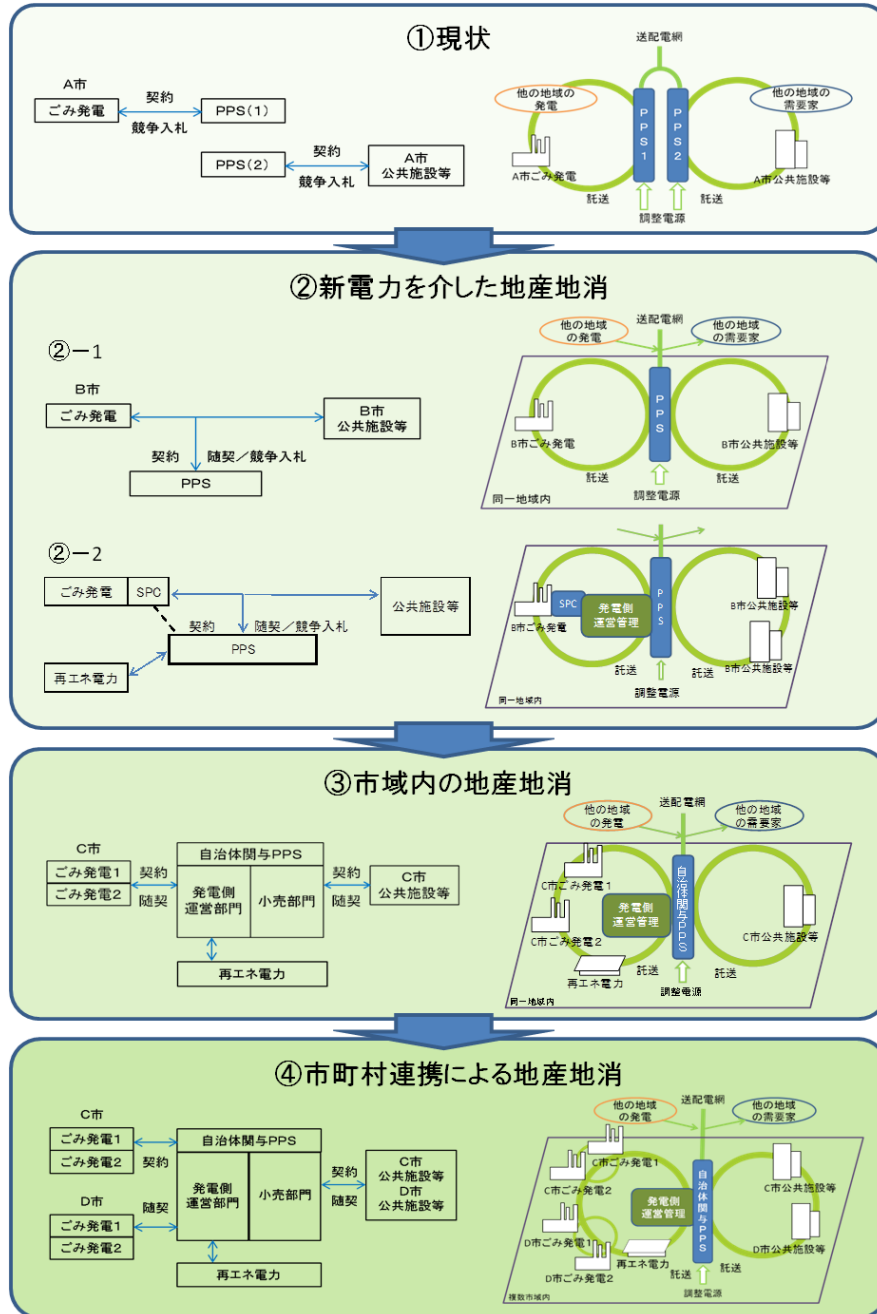 ①現状
A市
ごみ発電
契約
競争入札
PPS(1)
PPS(2)
契約
競争入札
A市
公共施設等
送配電網
他の地域の
発電
他の地域の
需要家
PPS1
PPS2
A市ごみ発電
A市公共施設等
託送
託送
調整電源
②新電力を介した地産地消
②－1
B市
ごみ発電
B市
公共施設等
契約
随契／競争入札
PPS
送配電網
他の地域
の発電
他の地域
の需要家
PPS
B市ごみ発電
B市公共施設等
託送
託送
調整電源
同一地域内
②－2
ごみ発電
SPC
公共施設等
契約
随契／競争入札
PPS
再エネ電力
PPS
SPC
発電側
運営管理
B市ごみ発電
B市公共施設等
B市公共施設等
託送
託送
調整電源
同一地域内
③市域内の地産地消
C市
ごみ発電1
ごみ発電2
契約
随契
自治体関与PPS
発電側
運営部門
小売部門
契約
随契
C市
公共施設等
再エネ電力
送配電網
他の地域
の発電
他の地域
の需要家
C市ごみ発電1
自治体関与PPS
発電側
運営管理
C市ごみ発電2
C市公共施設等
再エネ電力
託送
託送
調整電源
同一地域内
④市町村連携による地産地消
C市
ごみ発電1
ごみ発電2
契約
D市
ごみ発電1
ごみ発電2
随契
自治体関与PPS
発電側
運営部門
小売部門
契約
随契
C市
公共施設等
D市
公共施設等
再エネ電力
送配電網
他の地域
の発電
他の地域
の需要家
C市ごみ発電1
C市ごみ発電2
自治体関与PPS
C市公共施設等
発電側
運営管理
D市ごみ発電1
D市公共施設等
再エネ電力
D市ごみ発電2
託送
託送
調整電源
複数市域内